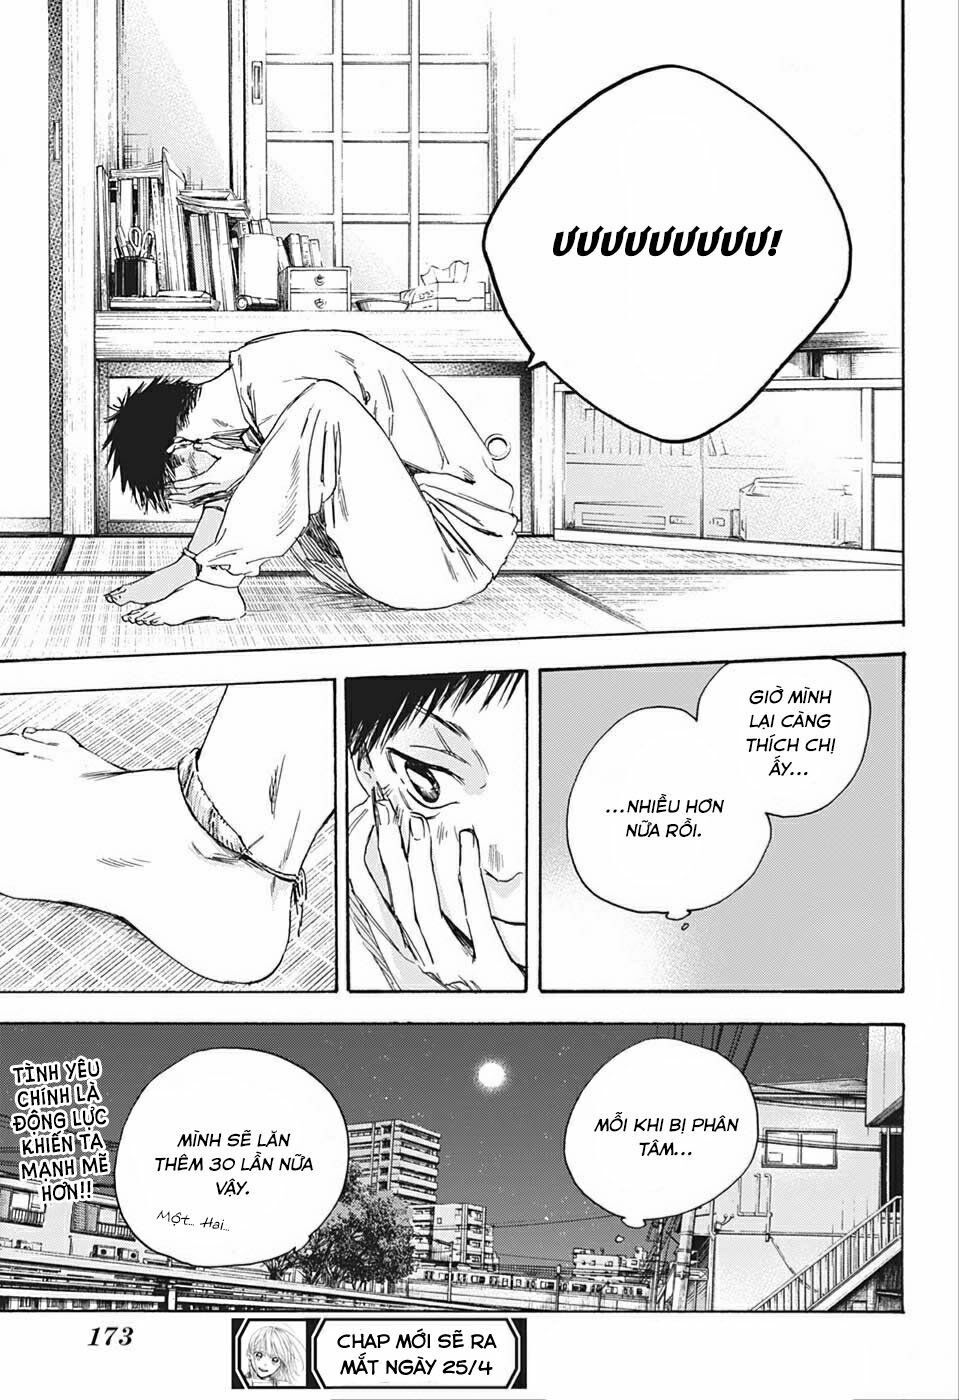 ƯƯƯƯƯƯƯƯƯ!
GIỜ MÌNH
LẠI CÀNG
THÍCH CHỊ
ẤY...
...NHIỀU HƠN
NỮA RỒI.
MỖI KHI BỊ PHÂN
TÂM...
MÌNH SẼ LĂN
THÊM 30 LẦN NỮA
VẬY.
Một... Hai...
TÌNH YÊU
CHÍNH LÀ
ĐỘNG LỰC
KHIẾN TA
MẠNH MẼ
HƠN!!
173
CHAP MỚI SẼ RA
MẮT NGÀY 25/4